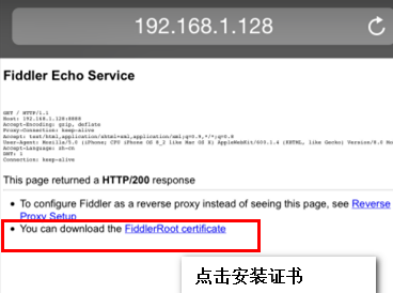 192.168.1.128
Fiddler Echo Service
GET / HTTP/1.1
Host: 192.168.1.128:8888
Accept-Encoding: gzip, deflate
Proxy-Connection: keep-alive
Accept: text/html,application/xhtml+xml,application/xml;q=0.9,*/*;q=0.8
User-Agent: Mozilla/5.0 (iPhone; CPU iPhone OS 8_2 like Mac OS X) AppleWebKit/600.1.4 (KHTML, like Gecko) Version/8.0 Mo
Accept-Language: zh-cn
DNT: 1
Connection: keep-alive
This page returned a HTTP/200 response
• To configure Fiddler as a reverse proxy instead of seeing this page, see Reverse
Proxy Setup
• You can download the FiddlerRoot certificate
点击安装证书